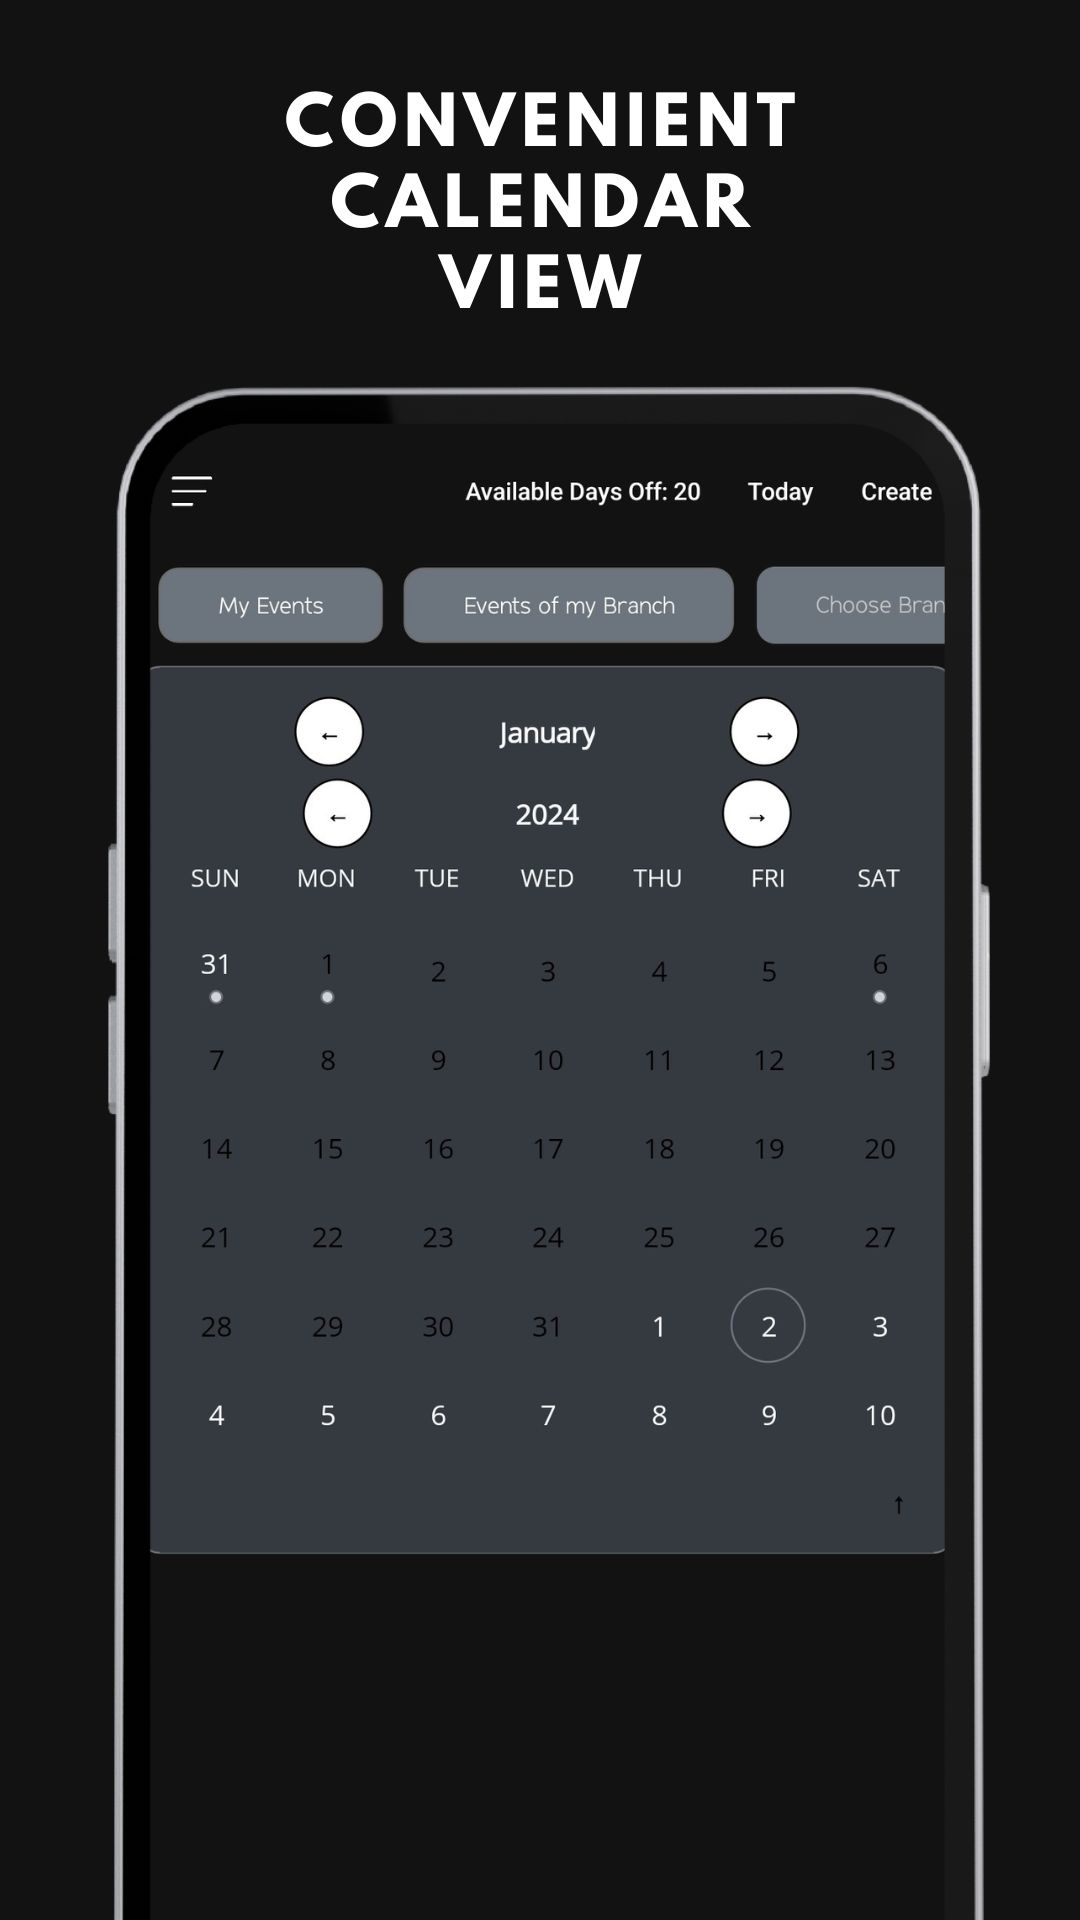 CONVENIENT
CALENDAR
VIEW
Available Days Off: 20 Today Create
My Events Events of my Branch Choose Bran
← January →
← 2024 →
SUN MON TUE WED THU FRI SAT
31 1 2 3 4 5 6
7 8 9 10 11 12 13
14 15 16 17 18 19 20
21 22 23 24 25 26 27
28 29 30 31 1 2 3
4 5 6 7 8 9 10
↑